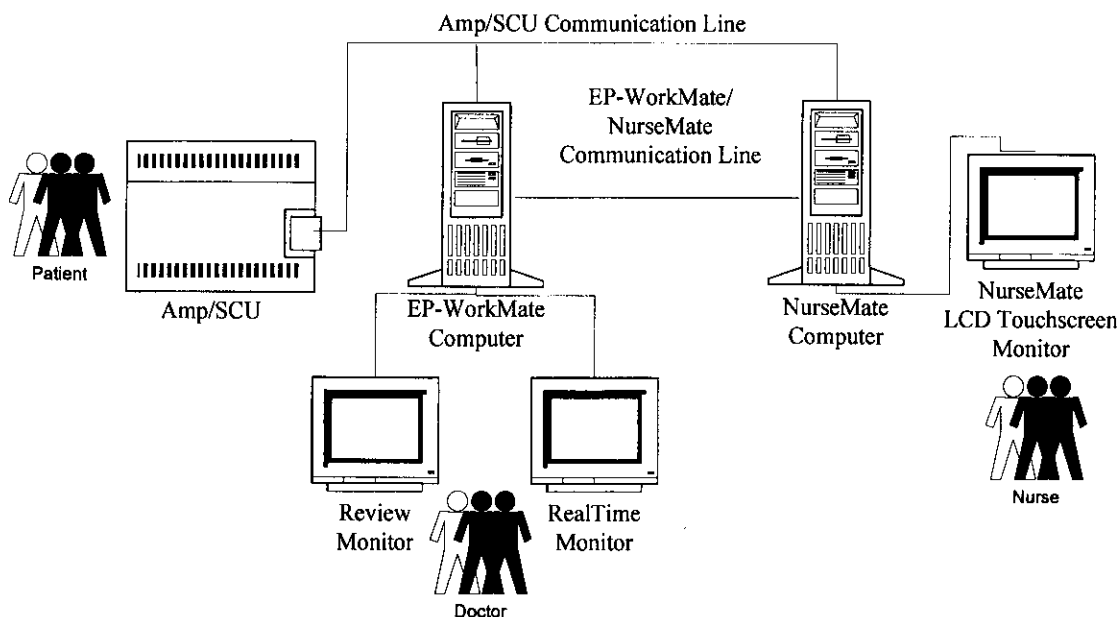 Amp/SCU Communication Line
EP-WorkMate/
NurseMate
Communication Line
Patient
Amp/SCU
EP-WorkMate
Computer
NurseMate
Computer
NurseMate
LCD Touchscreen
Monitor
Review
Monitor
RealTime
Monitor
Nurse
Doctor